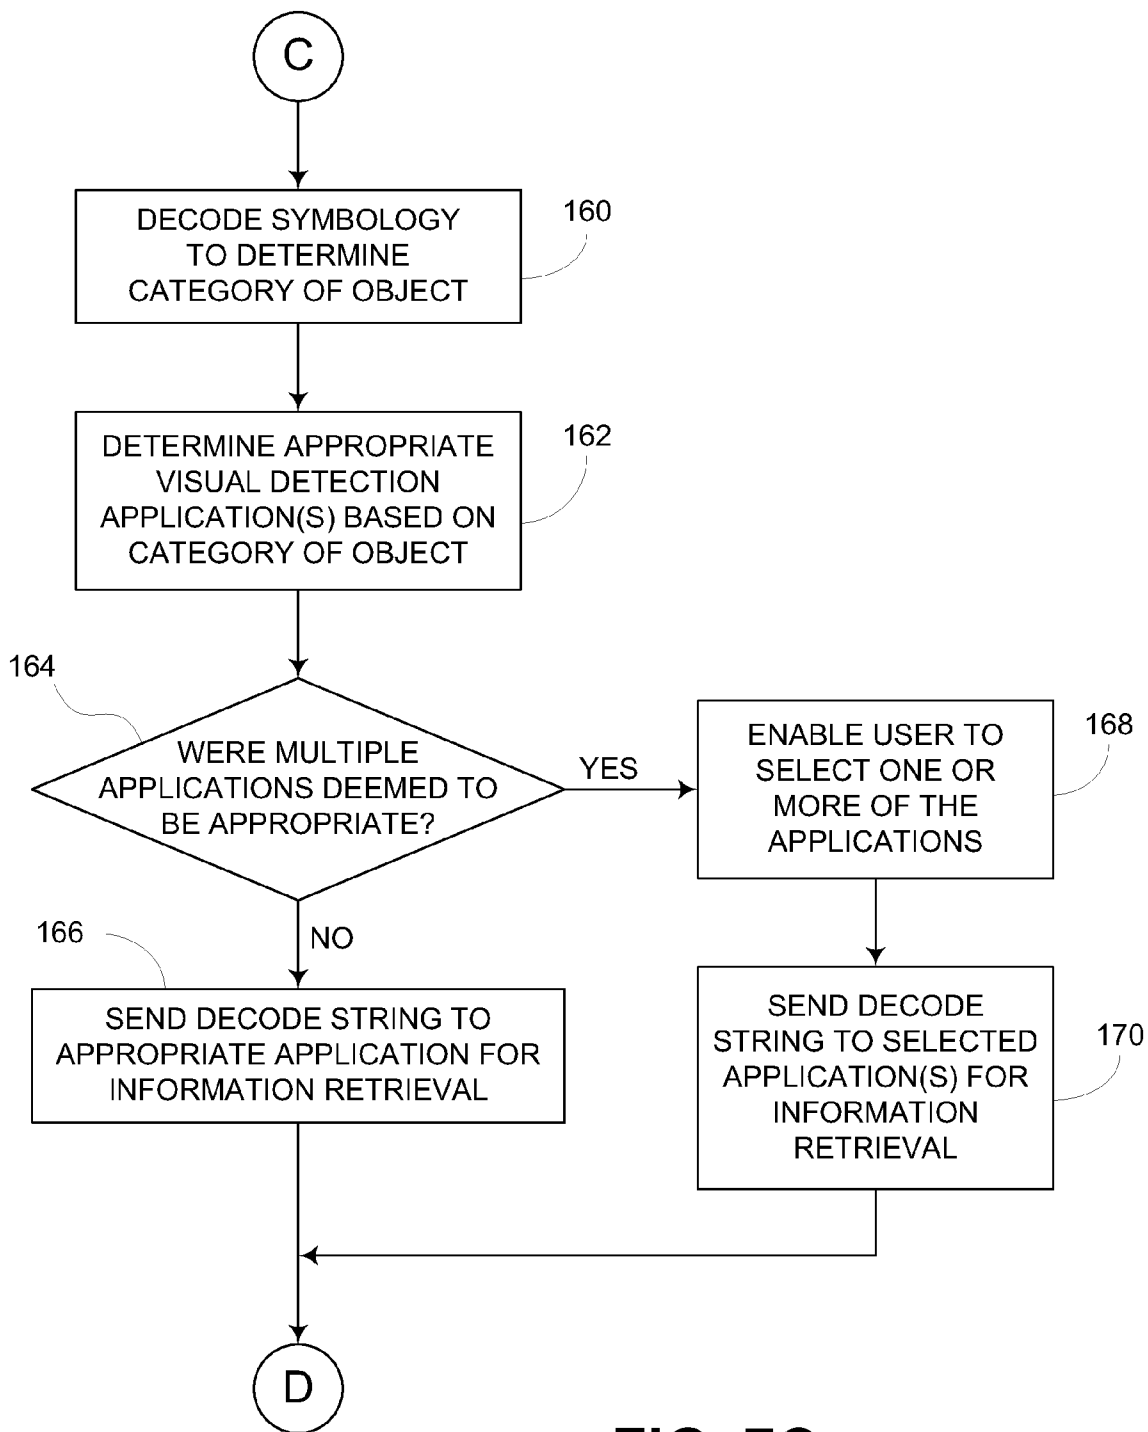 C
DECODE SYMBOLOGY
TO DETERMINE
CATEGORY OF OBJECT
160
DETERMINE APPROPRIATE
VISUAL DETECTION
APPLICATION(S) BASED ON
CATEGORY OF OBJECT
162
164
WERE MULTIPLE
APPLICATIONS DEEMED TO
BE APPROPRIATE?
YES
ENABLE USER TO
SELECT ONE OR
MORE OF THE
APPLICATIONS
168
NO
166
SEND DECODE STRING TO
APPROPRIATE APPLICATION FOR
INFORMATION RETRIEVAL
SEND DECODE
STRING TO SELECTED
APPLICATION(S) FOR
INFORMATION
RETRIEVAL
170
D